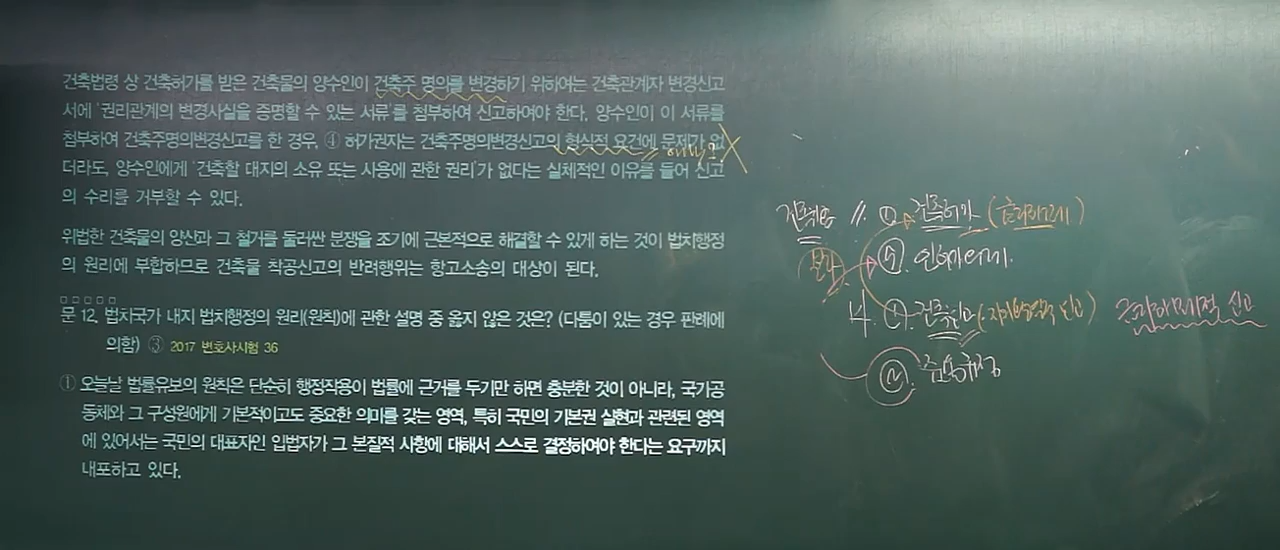 건축법령 상 건축허가를 받은 건축물의 양수인이 건축주 명의를 변경하기 위하여는 건축관계자 변경신고
서에 '권리관계의 변경사실을 증명할 수 있는 서류'를 첨부하여 신고하여야 한다. 양수인이 이 서류를
첨부하여 건축주명의변경신고를 한 경우, ④ 허가권자는 건축주명의변경신고의 형식적 요건에 문제가 없
더라도, 양수인에게 '건축할 대지의 소유 또는 사용에 관한 권리'가 없다는 실체적인 이유를 들어 신고
의 수리를 거부할 수 있다.
X
위법한 건축물의 양산과 그 철거를 둘러싼 분쟁을 조기에 근본적으로 해결할 수 있게 하는 것이 법치행정
의 원리에 부합하므로 건축물 착공신고의 반려행위는 항고소송의 대상이 된다.
문 12. 법치국가 내지 법치행정의 원리(원칙)에 관한 설명 중 옳지 않은 것은? (다툼이 있는 경우 판례에
의함) ③ 2017 변호사시험 36
① 오늘날 법률유보의 원칙은 단순히 행정작용이 법률에 근거를 두기만 하면 충분한 것이 아니라, 국가공
동체와 그 구성원에게 기본적이고도 중요한 의미를 갖는 영역, 특히 국민의 기본권 실현과 관련된 영역
에 있어서는 국민의 대표자인 입법자가 그 본질적 사항에 대해서 스스로 결정하여야 한다는 요구까지
내포하고 있다.
건축허가
인허가의제